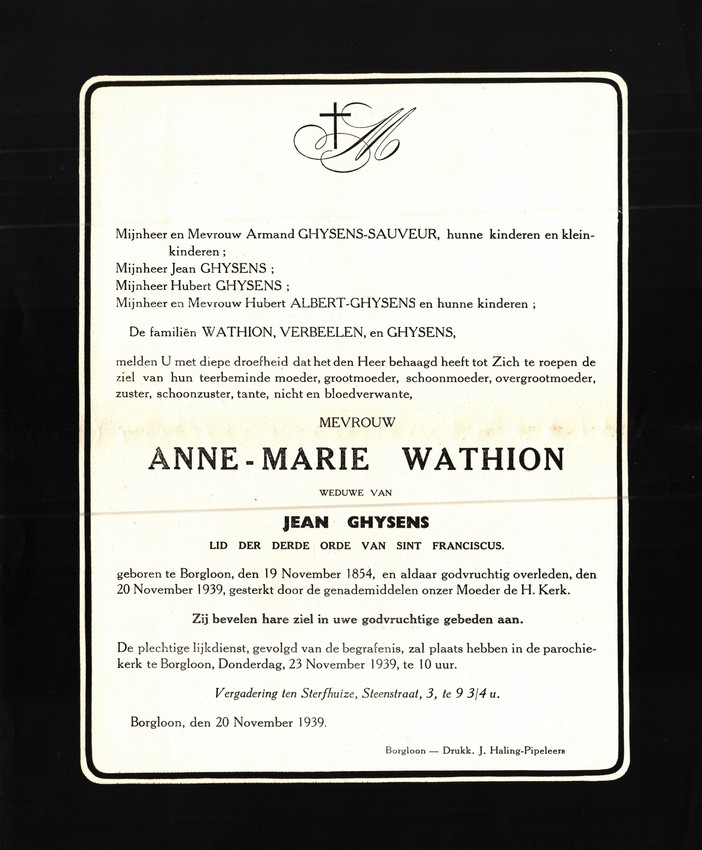 M
Mijnheer en Mevrouw Armand GHYSENS-SAUVEUR, hunne kinderen en klein-
kinderen ;
Mijnheer Jean GHYSENS ;
Mijnheer Hubert GHYSENS ;
Mijnheer en Mevrouw Hubert ALBERT-GHYSENS en hunne kinderen ;
De familiën WATHION, VERBEELEN, en GHYSENS,
melden U met diepe droefheid dat het den Heer behaagd heeft tot Zich te roepen de
ziel van hun teerbeminde moeder, grootmoeder, schoonmoeder, overgrootmoeder,
zuster, schoonzuster, tante, nicht en bloedverwante,
MEVROUW
ANNE-MARIE WATHION
WEDUWE VAN
JEAN GHYSENS
LID DER DERDE ORDE VAN SINT FRANCISCUS.
geboren te Borgloon, den 19 November 1854, en aldaar godvruchtig overleden, den
20 November 1939, gesterkt door de genademiddelen onzer Moeder de H. Kerk.
Zij bevelen hare ziel in uwe godvruchtige gebeden aan.
De plechtige lijkdienst, gevolgd van de begrafenis, zal plaats hebben in de parochie-
kerk te Borgloon, Donderdag, 23 November 1939, te 10 uur.
Vergadering ten Sterfhuize, Steenstraat, 3, te 9 3/4 u.
Borgloon, den 20 November 1939.
Borgloon — Drukk. J. Haling-Pipeleers